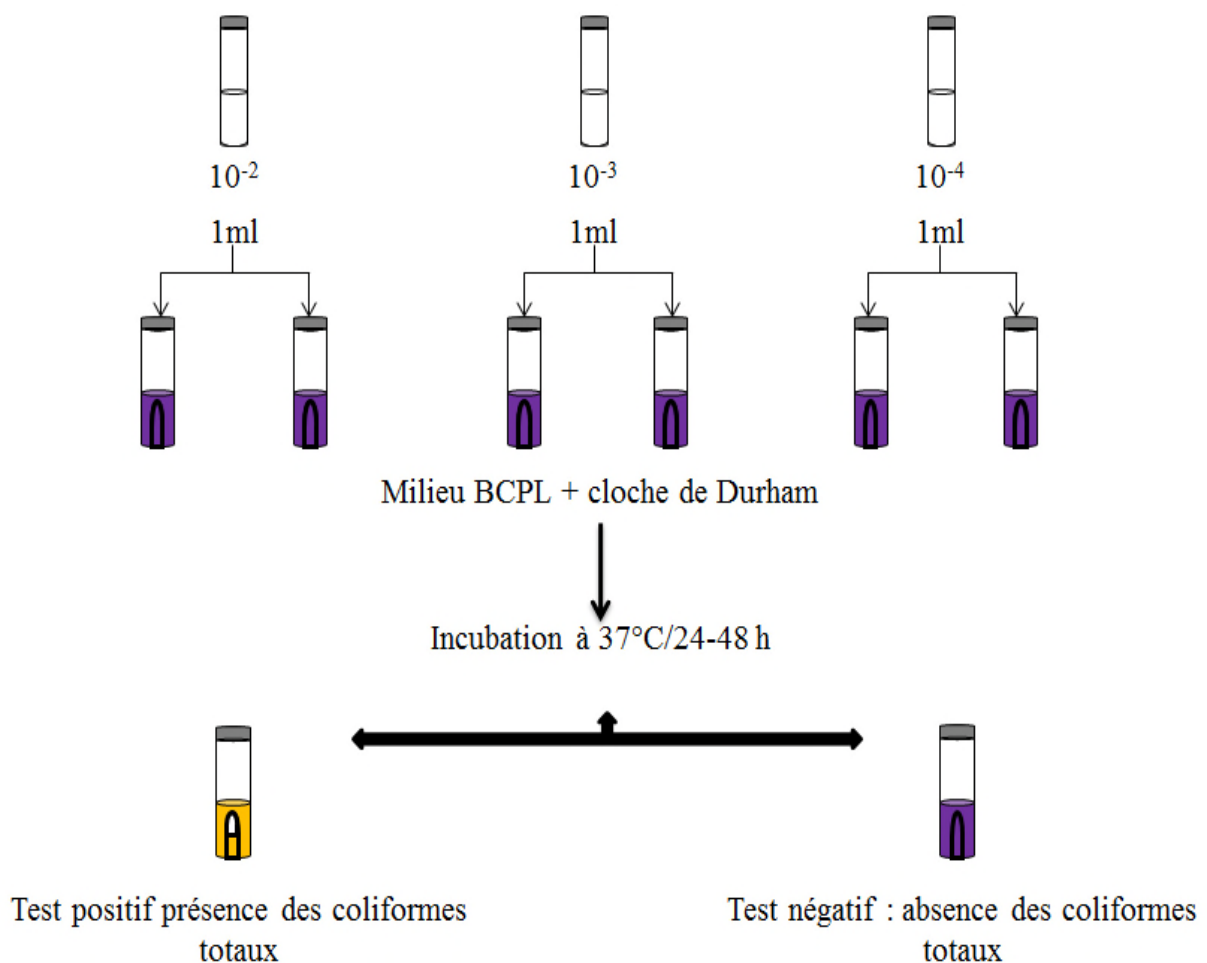 10-2 10-3 10-4
1ml 1ml 1ml
Milieu BCPL + cloche de Durham
Incubation à 37°C/24-48 h
Test positif présence des coliformes
totaux
Test négatif : absence des coliformes
totaux